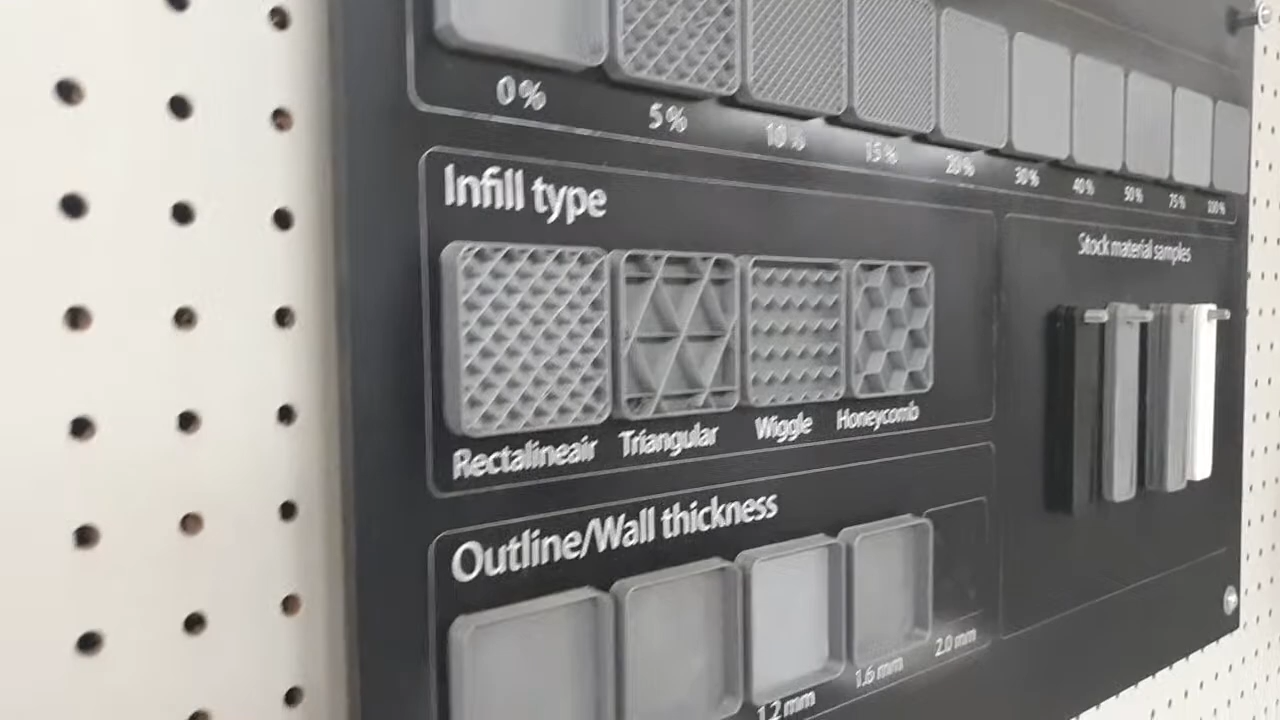 0% 5% 10% 15% 20% 30% 40% 50% 75% 100%
Infill type
Stock material samples
Rectalineair Triangular Wiggle Honeycomb
Outline/Wall thickness
1.2 mm 1.6 mm 2.0 mm